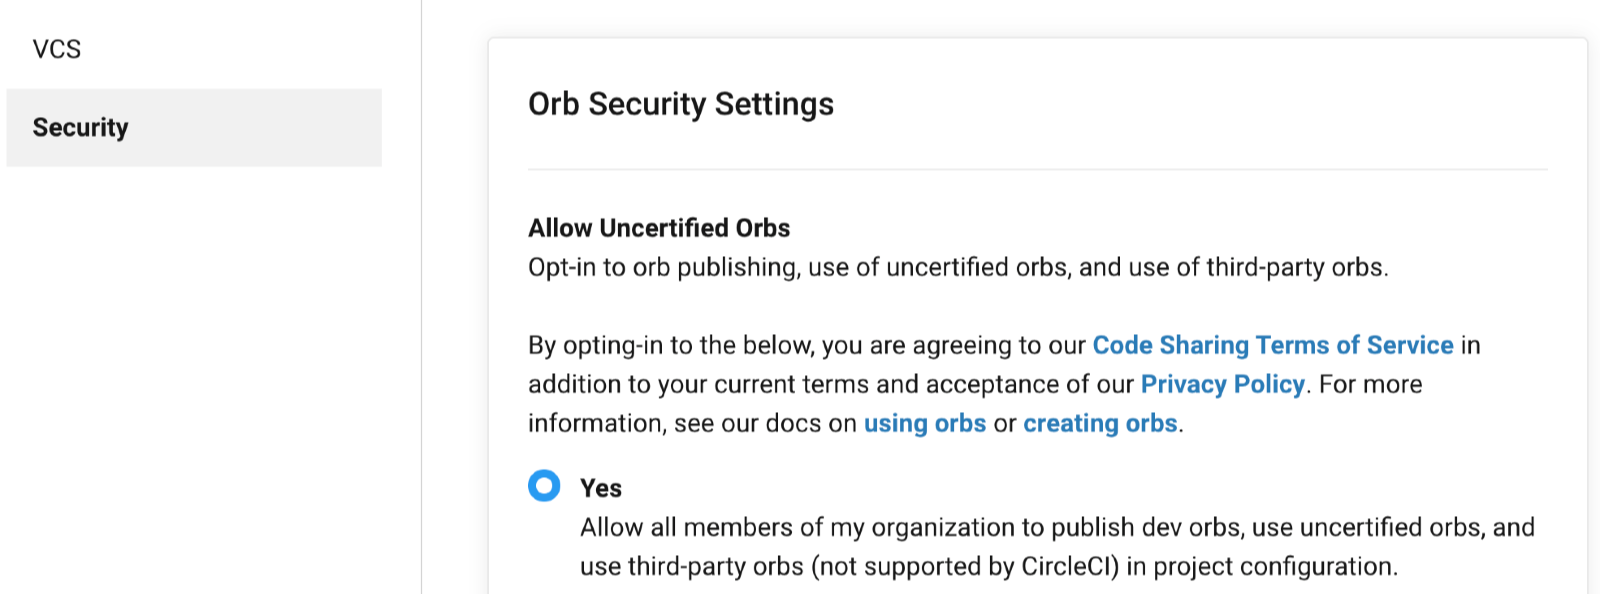 VCS
Security
Orb Security Settings
Allow Uncertified Orbs
Opt-in to orb publishing, use of uncertified orbs, and use of third-party orbs.
By opting-in to the below, you are agreeing to our Code Sharing Terms of Service in
addition to your current terms and acceptance of our Privacy Policy. For more
information, see our docs on using orbs or creating orbs.
Yes
Allow all members of my organization to publish dev orbs, use uncertified orbs, and
use third-party orbs (not supported by CircleCI) in project configuration.